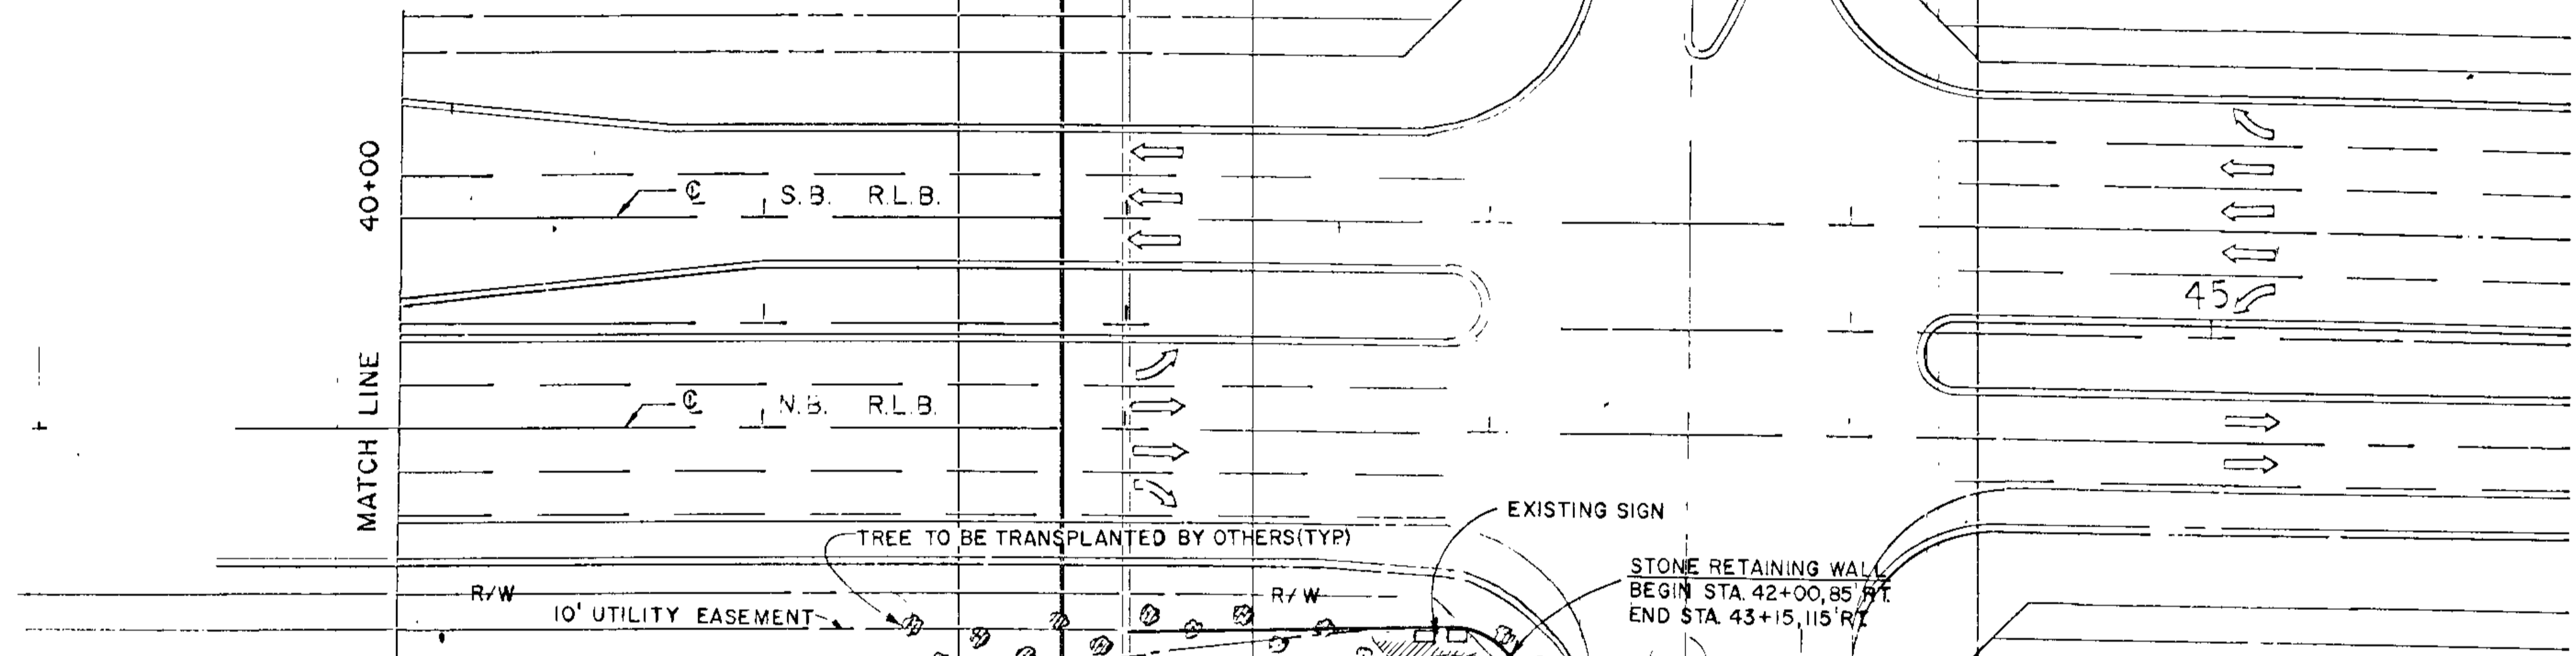 40+00
MATCH LINE
℄ S.B. R.L.B.
45
℄ N.B. R.L.B.
EXISTING SIGN
TREE TO BE TRANSPLANTED BY OTHERS(TYP)
STONE RETAINING WALL
BEGIN STA. 42+00, 85' RT.
END STA. 43+15, 115' RT.
R/W
R/W
10' UTILITY EASEMENT